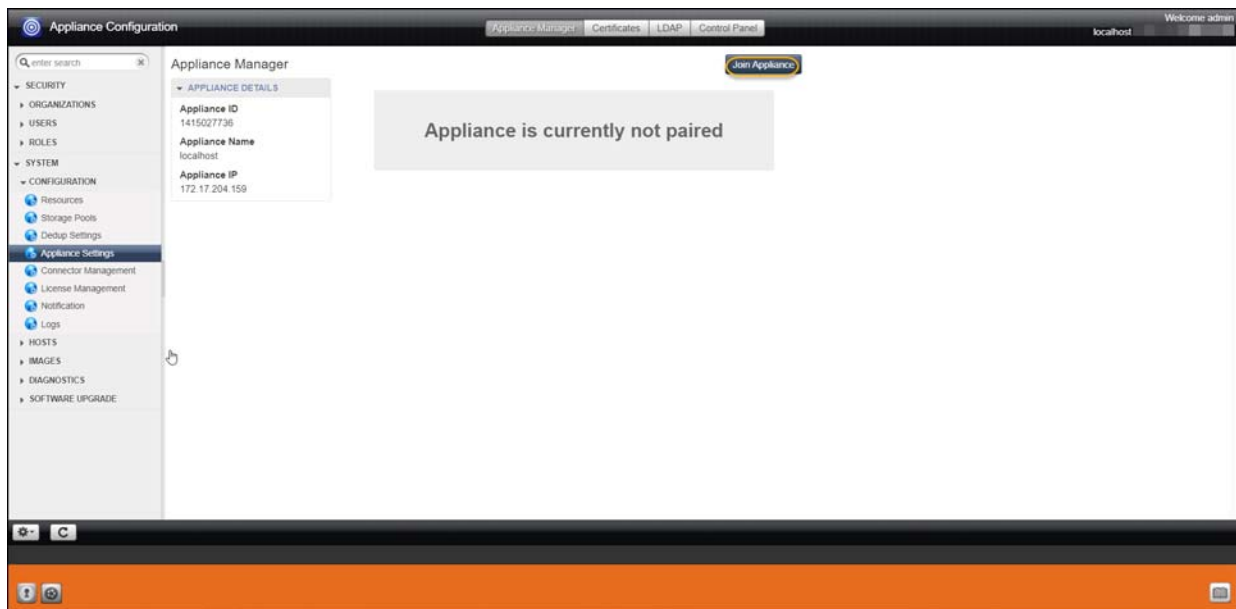 Appliance Configuration
Appliance Manager Certificates LDAP Control Panel
Welcome admin
localhost
enter search
SECURITY
ORGANIZATIONS
USERS
ROLES
SYSTEM
CONFIGURATION
Resources
Storage Pools
Dedup Settings
Appliance Settings
Connector Management
License Management
Notification
Logs
HOSTS
IMAGES
DIAGNOSTICS
SOFTWARE UPGRADE
Appliance Manager
Join Appliance
APPLIANCE DETAILS
Appliance ID
1415027736
Appliance Name
localhost
Appliance IP
172.17.204.159
Appliance is currently not paired